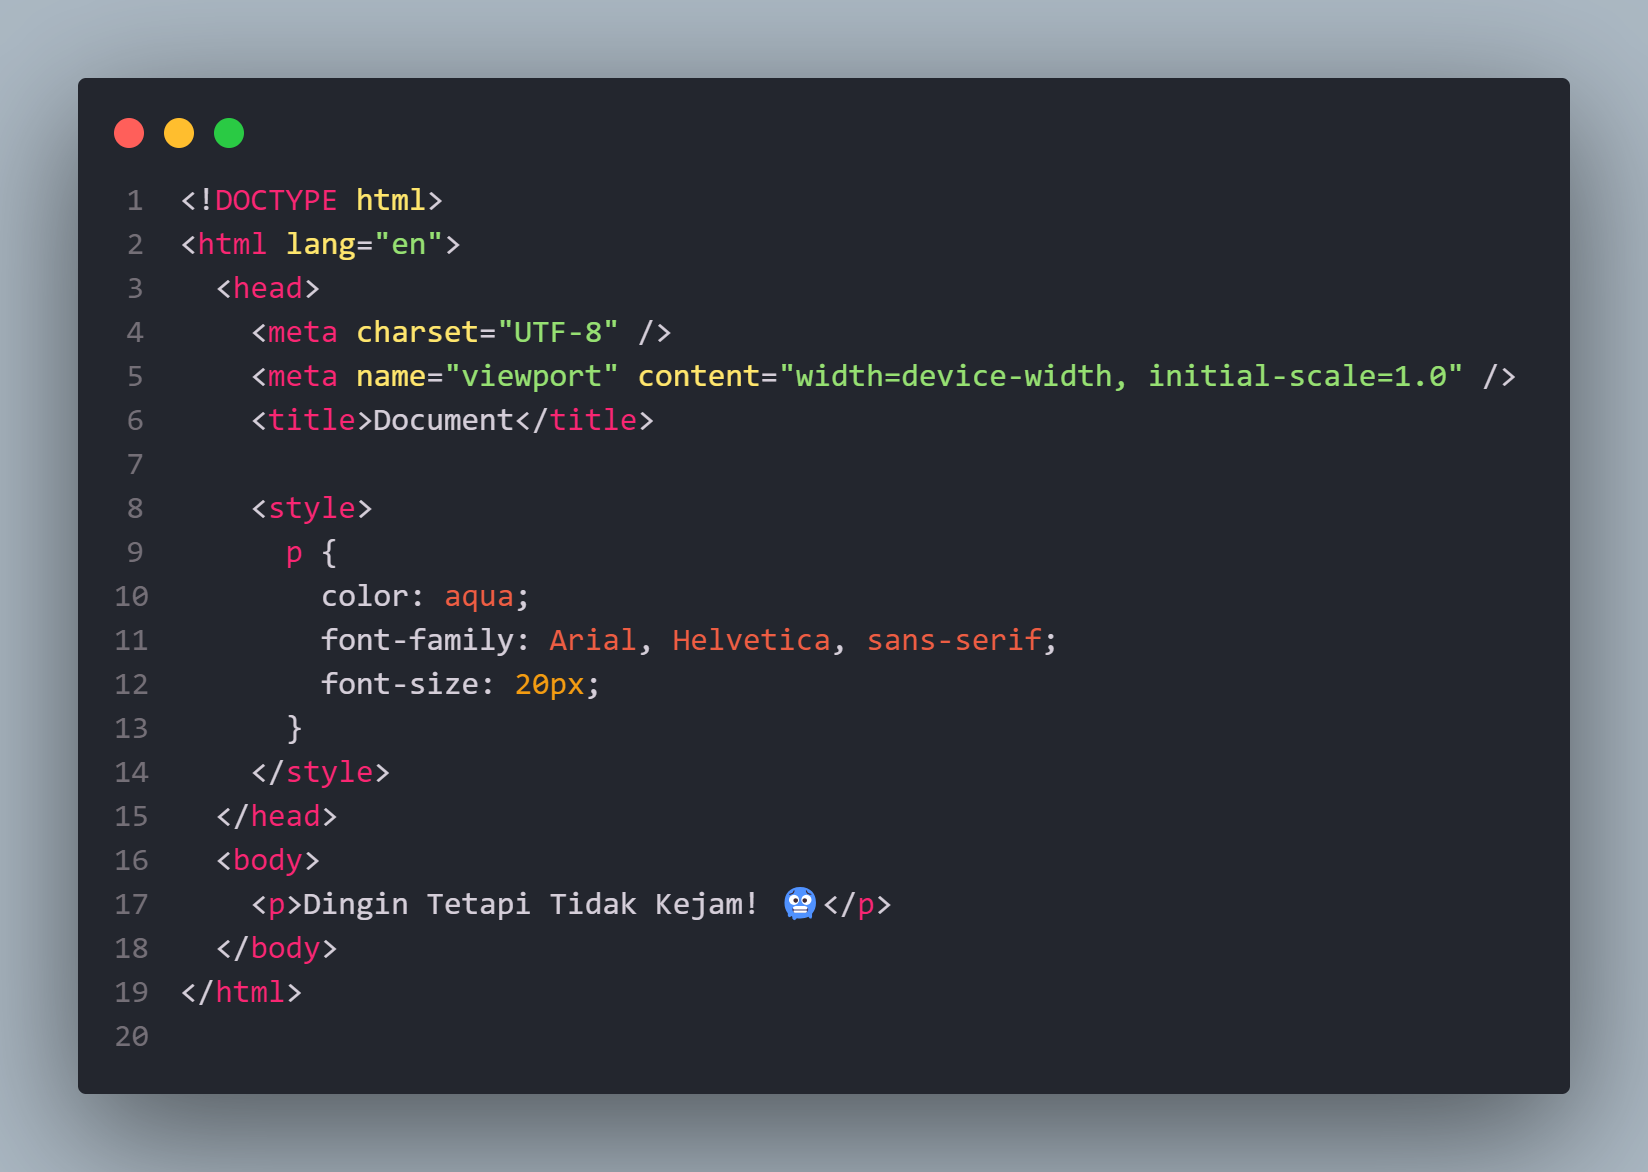 1 <!DOCTYPE html>
2 <html lang="en">
3   <head>
4     <meta charset="UTF-8" />
5     <meta name="viewport" content="width=device-width, initial-scale=1.0" />
6     <title>Document</title>
7
8     <style>
9       p {
10         color: aqua;
11         font-family: Arial, Helvetica, sans-serif;
12         font-size: 20px;
13       }
14     </style>
15   </head>
16   <body>
17     <p>Dingin Tetapi Tidak Kejam! 🥶</p>
18   </body>
19 </html>
20